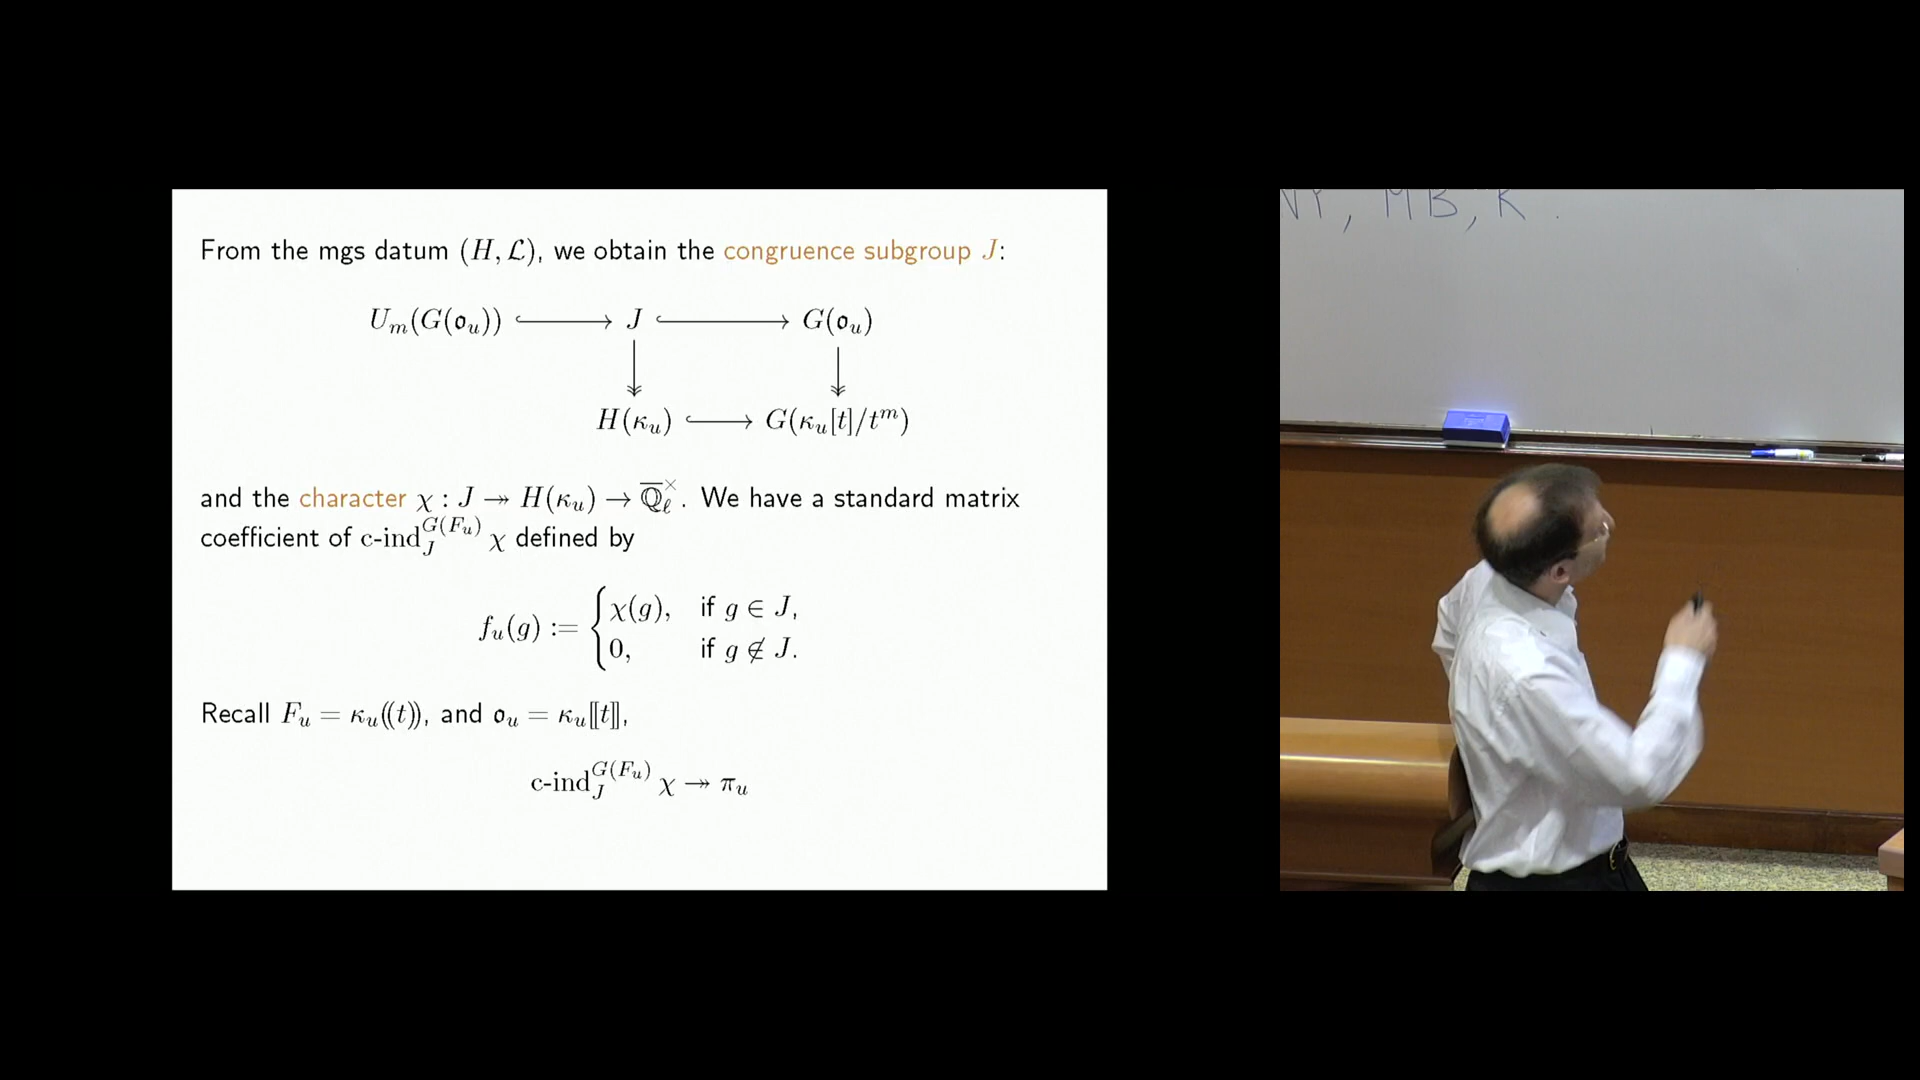 From the mgs datum (H, ℒ), we obtain the congruence subgroup J:
U_m(G(𝔬_u)) ↪ J ↪ G(𝔬_u)
H(κ_u) ↪ G(κ_u[t]/t^m)
and the character χ : J ↠ H(κ_u) → Q̅_ℓ^×. We have a standard matrix
coefficient of c-ind_J^{G(F_u)} χ defined by
f_u(g) := { χ(g), if g ∈ J,
0, if g ∉ J.
Recall F_u = κ_u((t)), and 𝔬_u = κ_u[[t]],
c-ind_J^{G(F_u)} χ ↠ π_u
, MB, K .